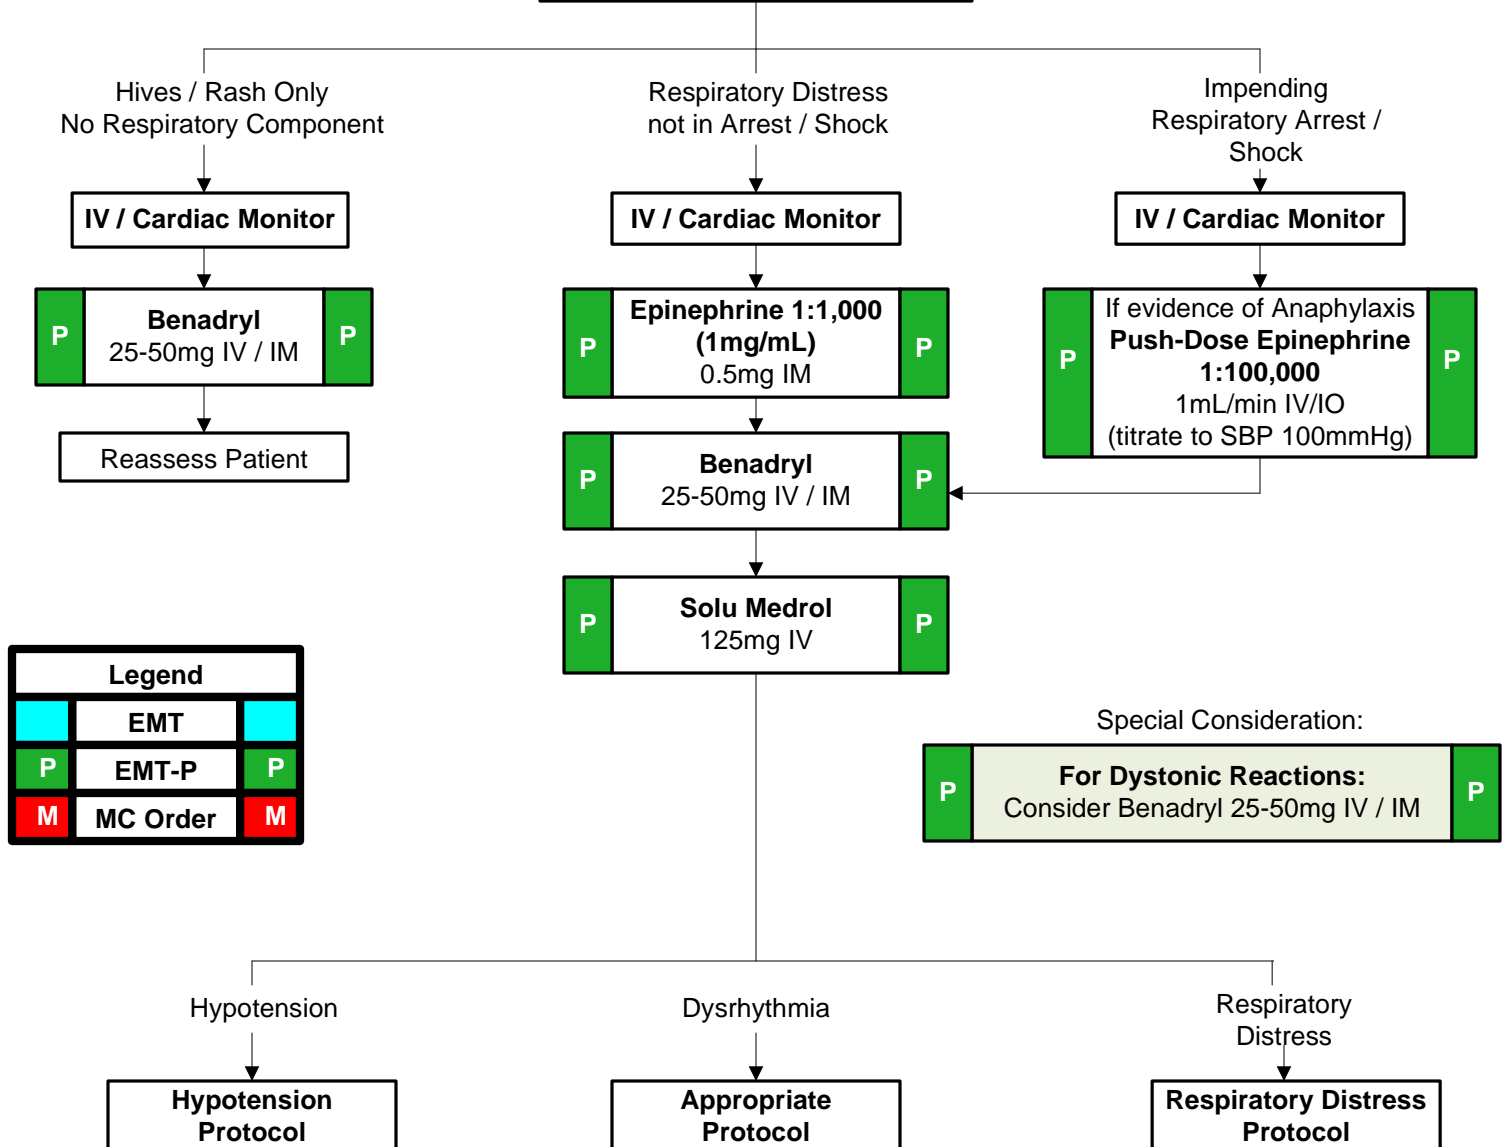 Hives / Rash Only
No Respiratory Component
Respiratory Distress
not in Arrest / Shock
Impending
Respiratory Arrest /
Shock
IV / Cardiac Monitor
IV / Cardiac Monitor
IV / Cardiac Monitor
P
Benadryl
25-50mg IV / IM
P
P
Epinephrine 1:1,000
(1mg/mL)
0.5mg IM
P
P
If evidence of Anaphylaxis
Push-Dose Epinephrine
1:100,000
1mL/min IV/IO
(titrate to SBP 100mmHg)
P
Reassess Patient
P
Benadryl
25-50mg IV / IM
P
P
Solu Medrol
125mg IV
P
Legend
EMT
P EMT-P P
M MC Order M
Special Consideration:
P
For Dystonic Reactions:
Consider Benadryl 25-50mg IV / IM
P
Hypotension
Dysrhythmia
Respiratory
Distress
Hypotension
Protocol
Appropriate
Protocol
Respiratory Distress
Protocol